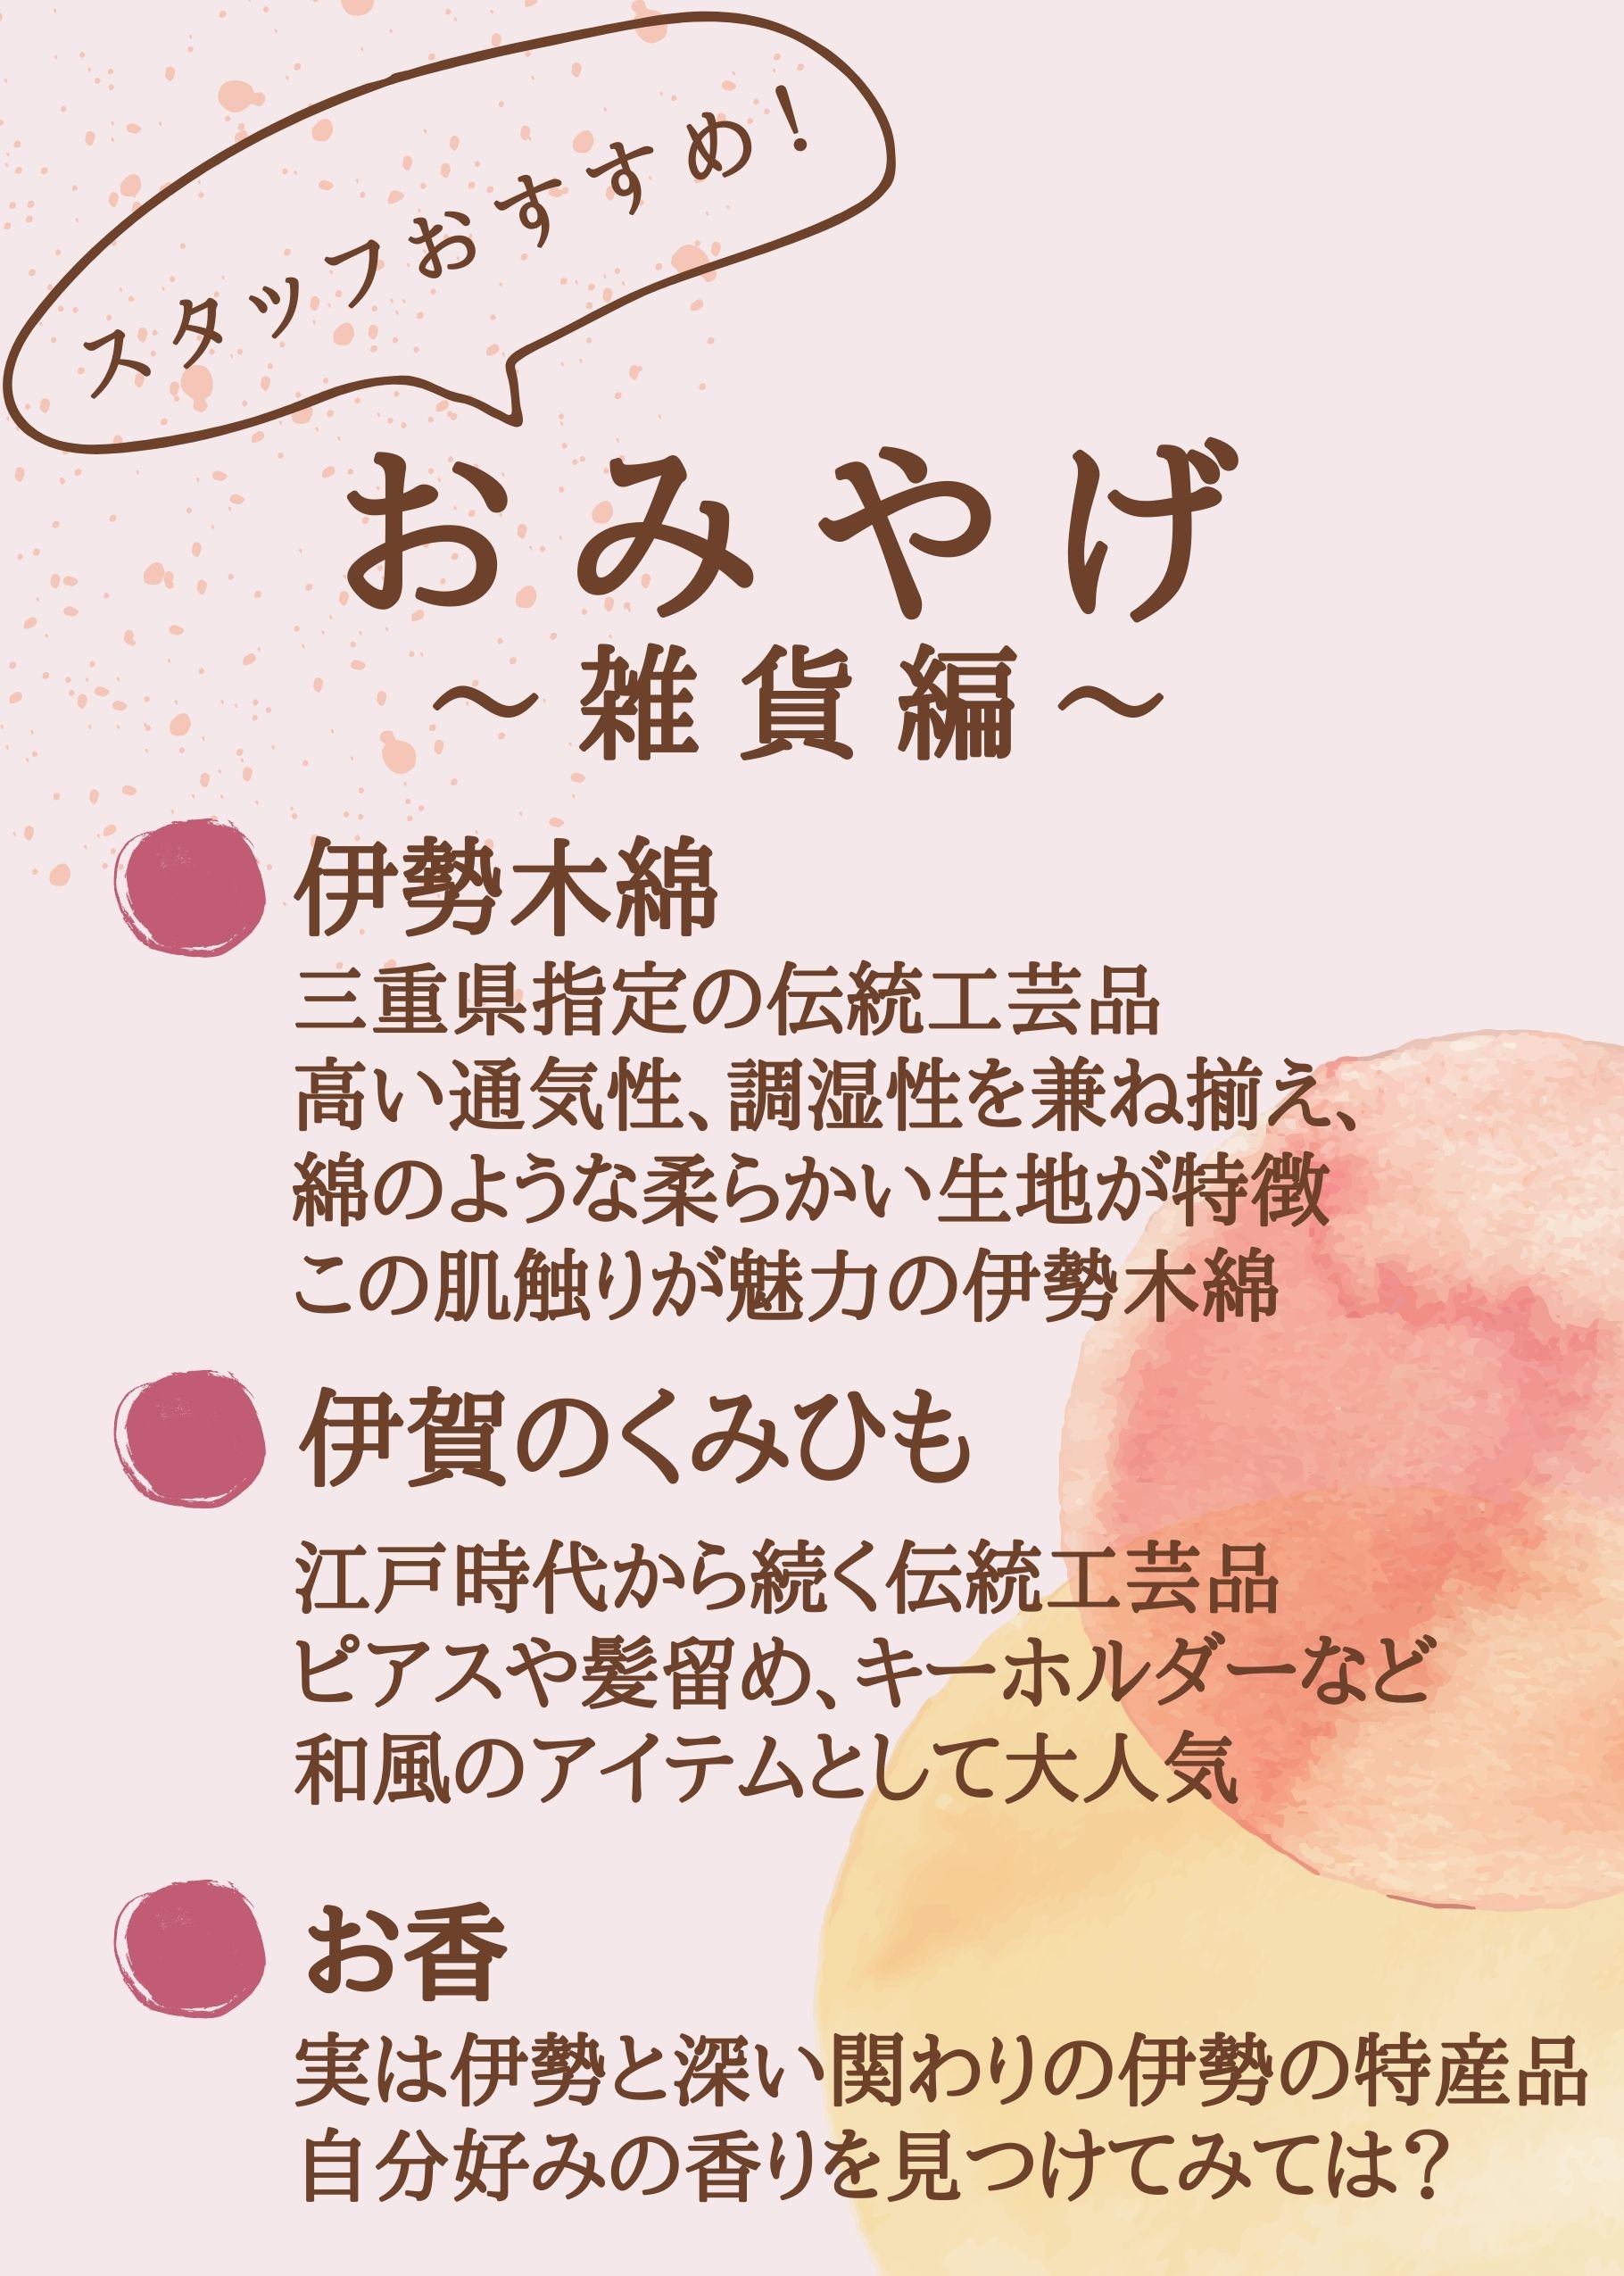 スタッフおすすめ！
おみやげ
～雑貨編～
伊勢木綿
三重県指定の伝統工芸品
高い通気性、調湿性を兼ね揃え、
綿のような柔らかい生地が特徴
この肌触りが魅力の伊勢木綿
伊賀のくみひも
江戸時代から続く伝統工芸品
ピアスや髪留め、キーホルダーなど
和風のアイテムとして大人気
お香
実は伊勢と深い関わりの伊勢の特産品
自分好みの香りを見つけてみては？